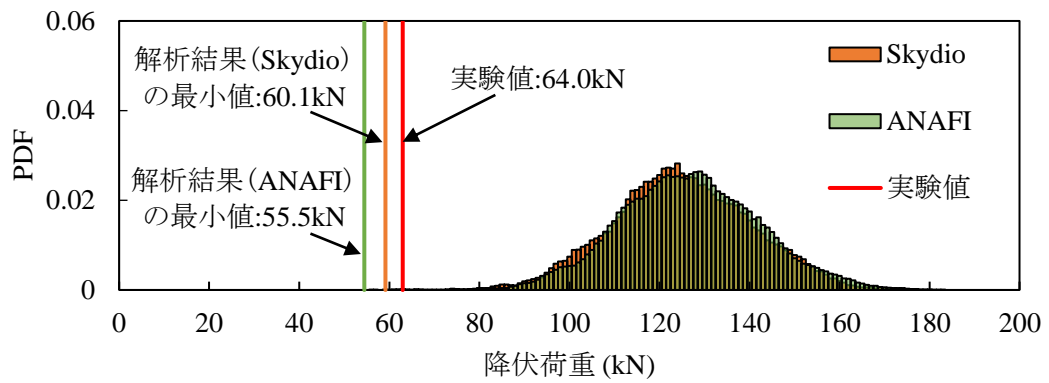 0.06
0.04
0.02
0
PDF
解析結果(Skydio)
の最小値:60.1kN
実験値:64.0kN
解析結果(ANAFI)
の最小値:55.5kN
Skydio
ANAFI
実験値
0 20 40 60 80 100 120 140 160 180 200
降伏荷重 (kN)